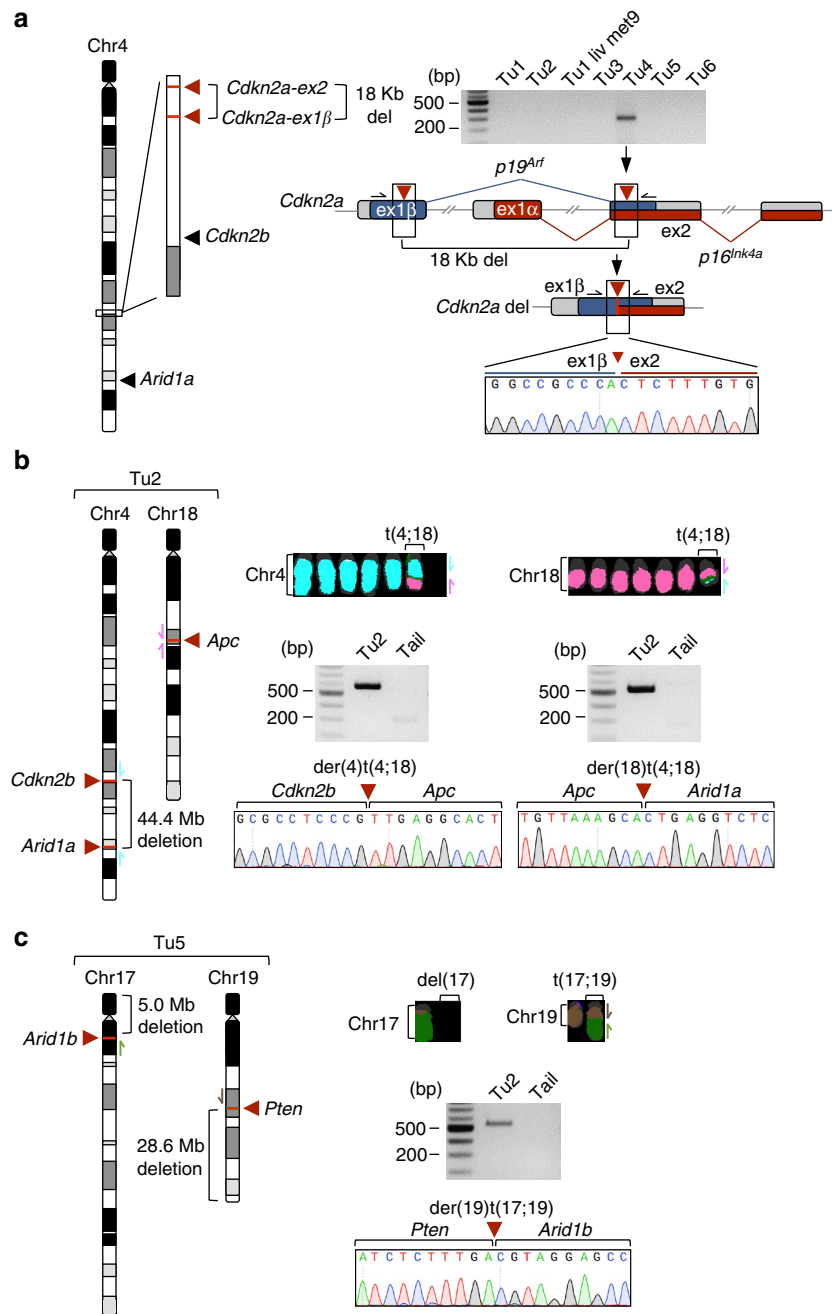 a
Chr4
Cdkn2a-ex2
Cdkn2a-ex1β
18 Kb
del
Cdkn2b
Arid1a
(bp)
Tu1
Tu2
Tu1 liv met9
Tu3
Tu4
Tu5
Tu6
500
200
p19Arf
Cdkn2a
ex1β
ex1α
ex2
18 Kb del
p16Ink4a
ex1β
ex2
Cdkn2a del
ex1β ex2
GGCCGCCCACTCTTTGTG
b
Tu2
Chr4
Chr18
Apc
Cdkn2b
44.4 Mb
deletion
Arid1a
t(4;18)
Chr4
t(4;18)
Chr18
(bp)
Tu2
Tail
500
200
(bp)
Tu2
Tail
500
200
der(4)t(4;18)
Cdkn2b Apc
GCGCCTCCCGTTGAGGCACT
der(18)t(4;18)
Apc Arid1a
TGTTAAAGCACTGAGGTCTC
c
Tu5
Chr17
Chr19
5.0 Mb
deletion
Arid1b
Pten
28.6 Mb
deletion
del(17)
Chr17
t(17;19)
Chr19
(bp)
Tu2
Tail
500
200
der(19)t(17;19)
Pten Arid1b
ATCTCTTTGACGTAGGAGCC